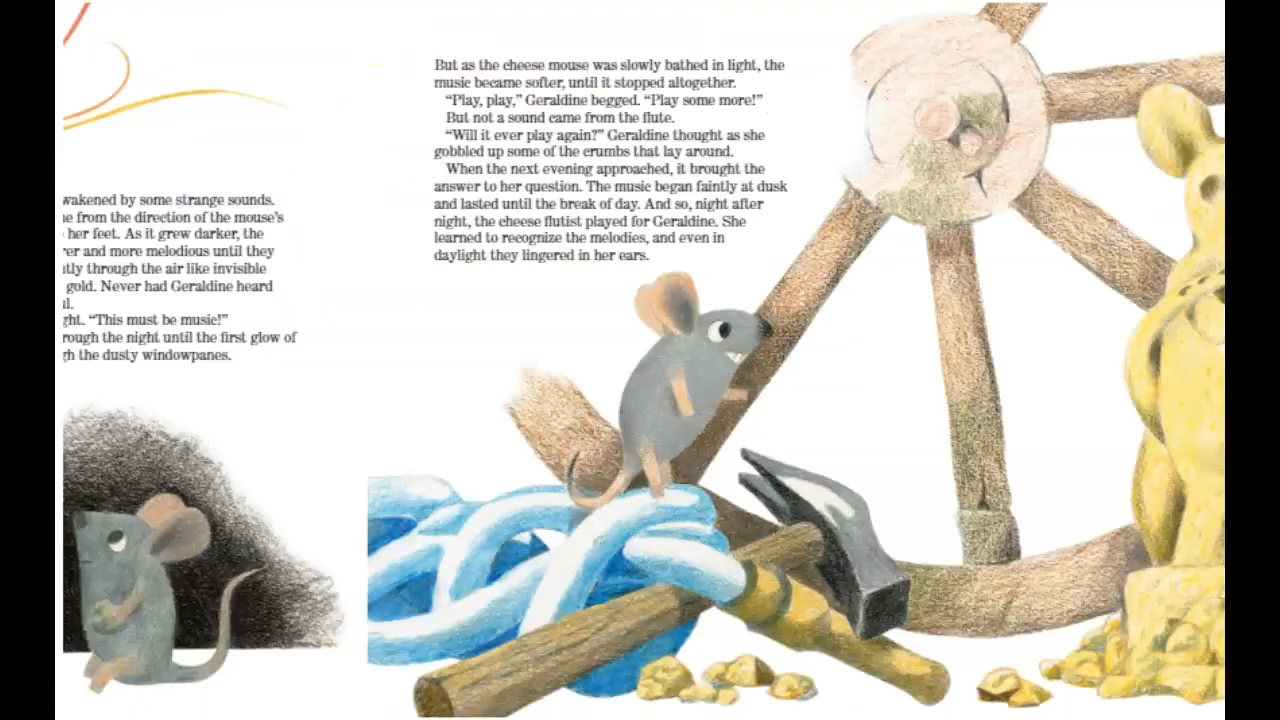 wakened by some strange sounds.
e from the direction of the mouse's
her feet. As it grew darker, the
er and more melodious until they
tly through the air like invisible
gold. Never had Geraldine heard
l.
ght. “This must be music!”
rough the night until the first glow of
gh the dusty windowpanes.
But as the cheese mouse was slowly bathed in light, the
music became softer, until it stopped altogether.
“Play, play,” Geraldine begged. “Play some more!”
But not a sound came from the flute.
“Will it ever play again?” Geraldine thought as she
gobbled up some of the crumbs that lay around.
When the next evening approached, it brought the
answer to her question. The music began faintly at dusk
and lasted until the break of day. And so, night after
night, the cheese flutist played for Geraldine. She
learned to recognize the melodies, and even in
daylight they lingered in her ears.